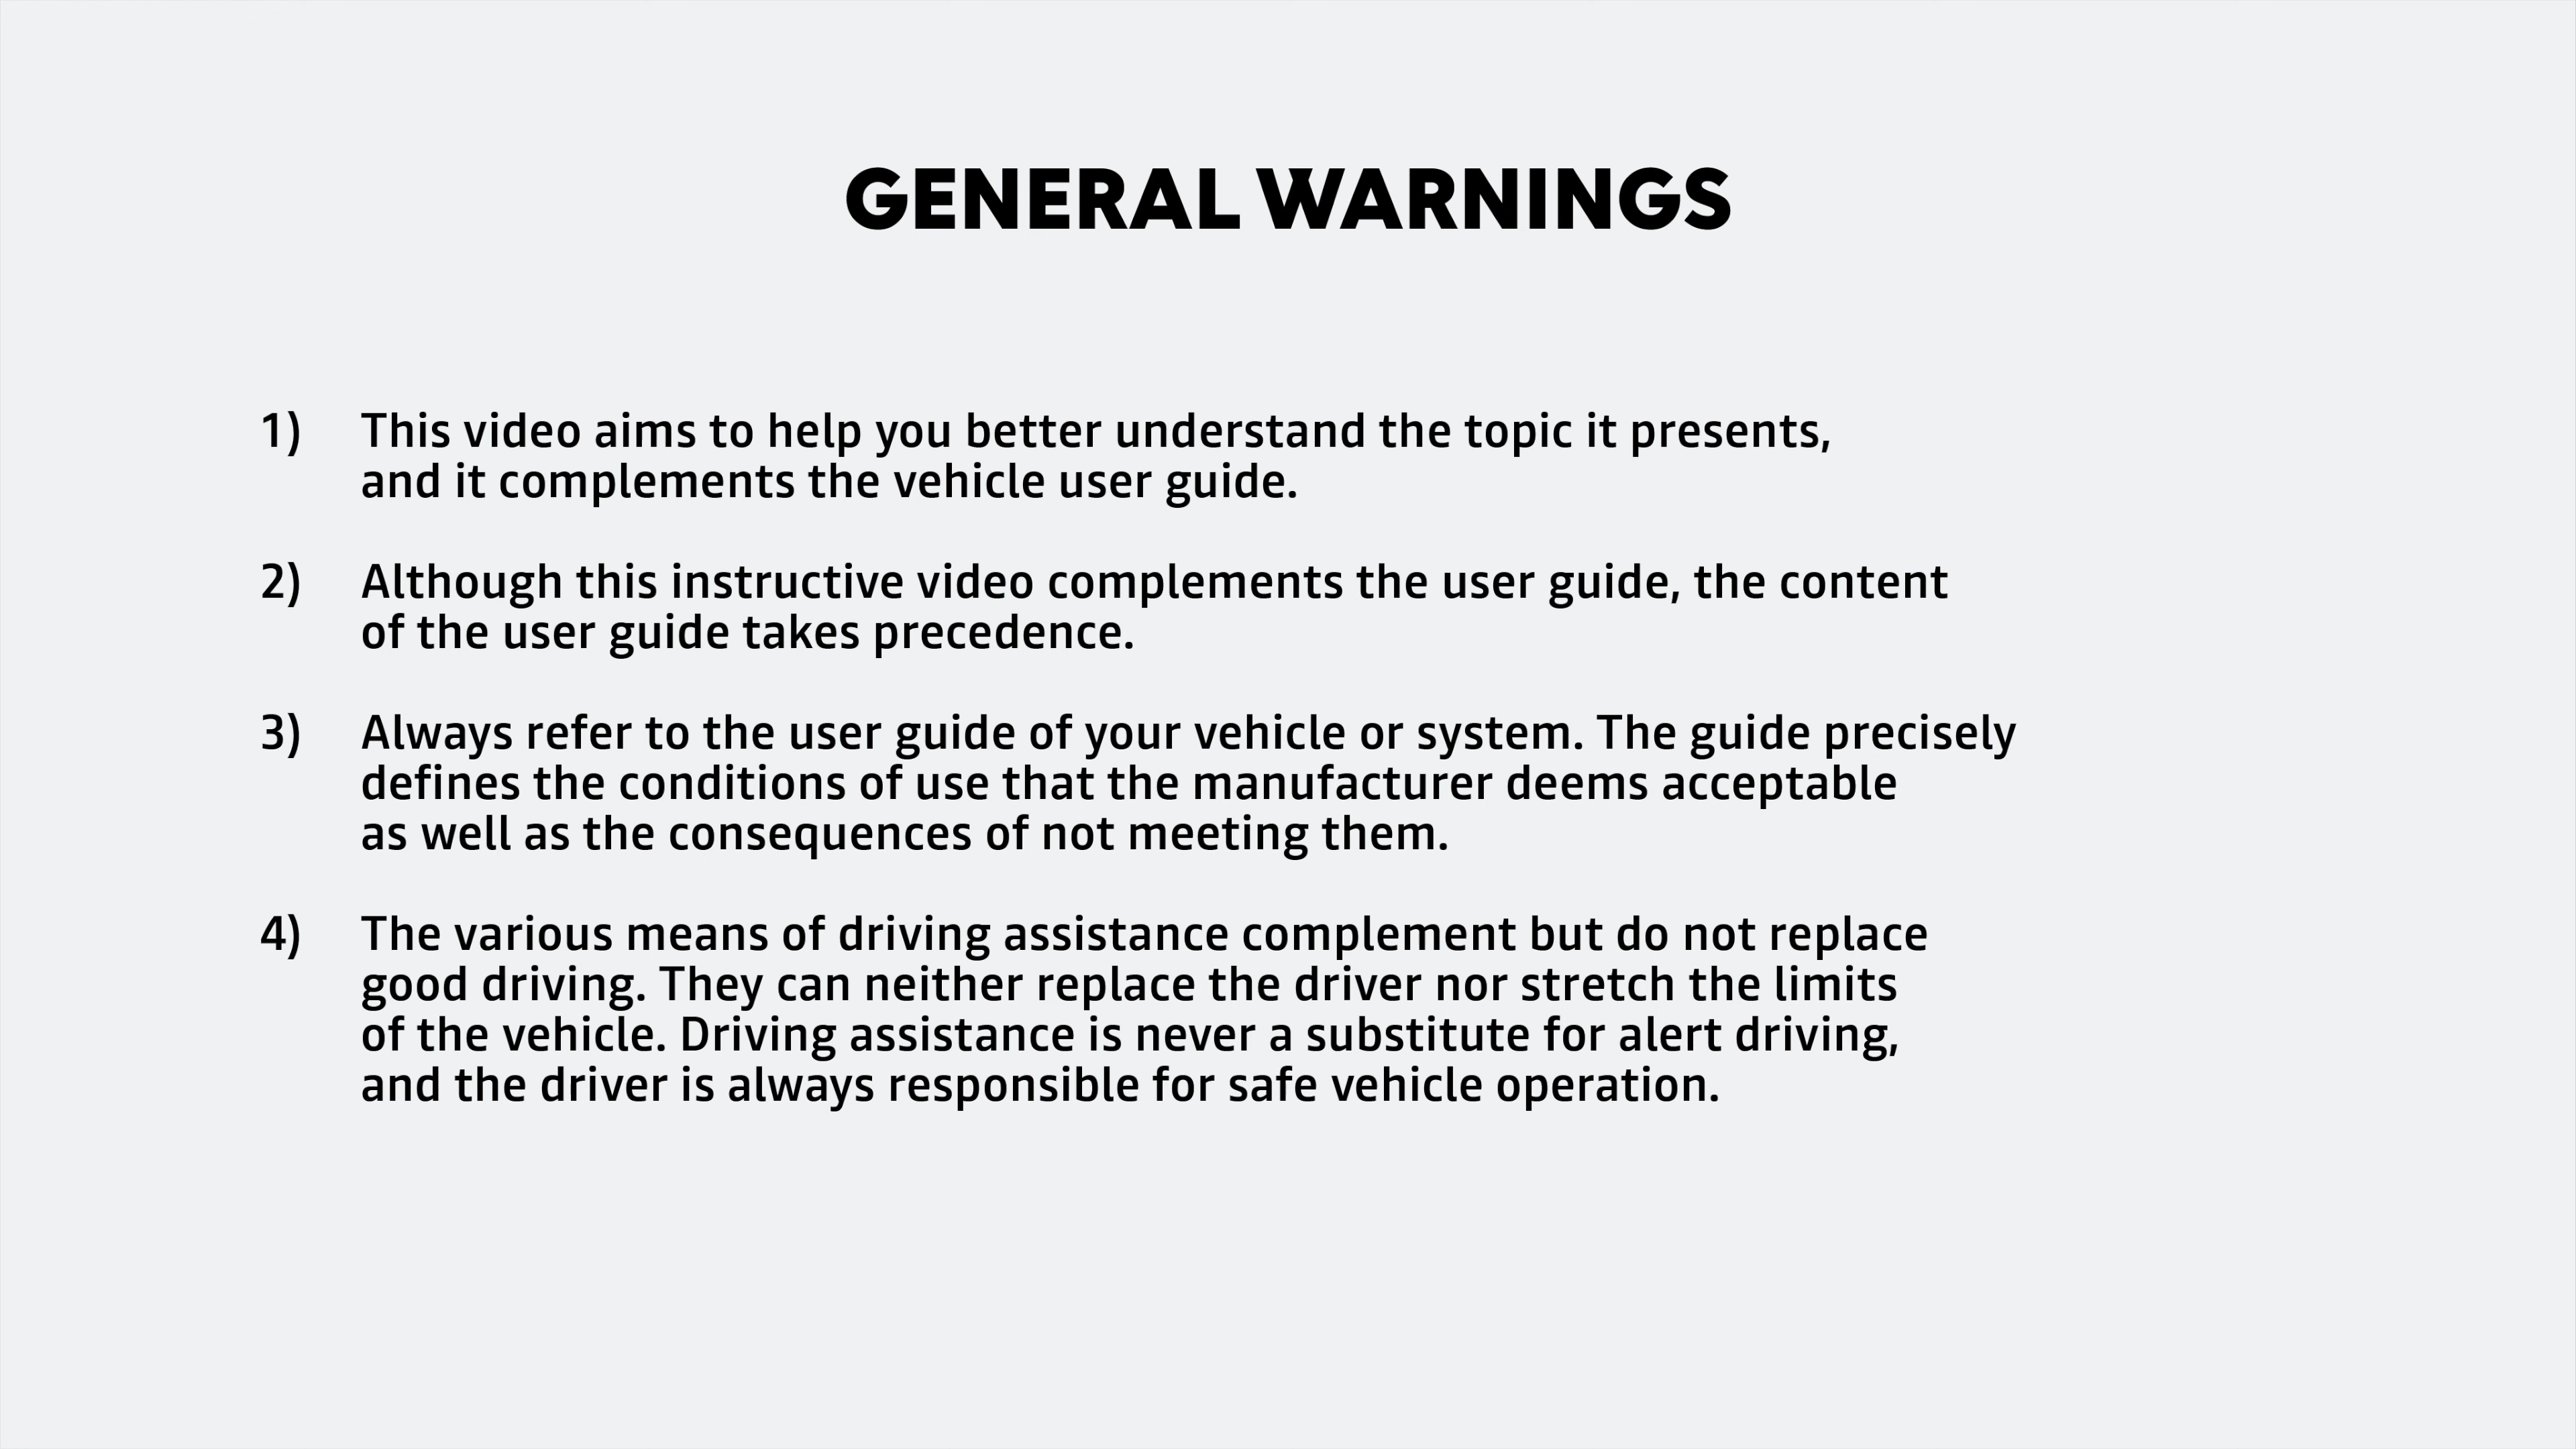 GENERAL WARNINGS
1) This video aims to help you better understand the topic it presents,
and it complements the vehicle user guide.
2) Although this instructive video complements the user guide, the content
of the user guide takes precedence.
3) Always refer to the user guide of your vehicle or system. The guide precisely
defines the conditions of use that the manufacturer deems acceptable
as well as the consequences of not meeting them.
4) The various means of driving assistance complement but do not replace
good driving. They can neither replace the driver nor stretch the limits
of the vehicle. Driving assistance is never a substitute for alert driving,
and the driver is always responsible for safe vehicle operation.